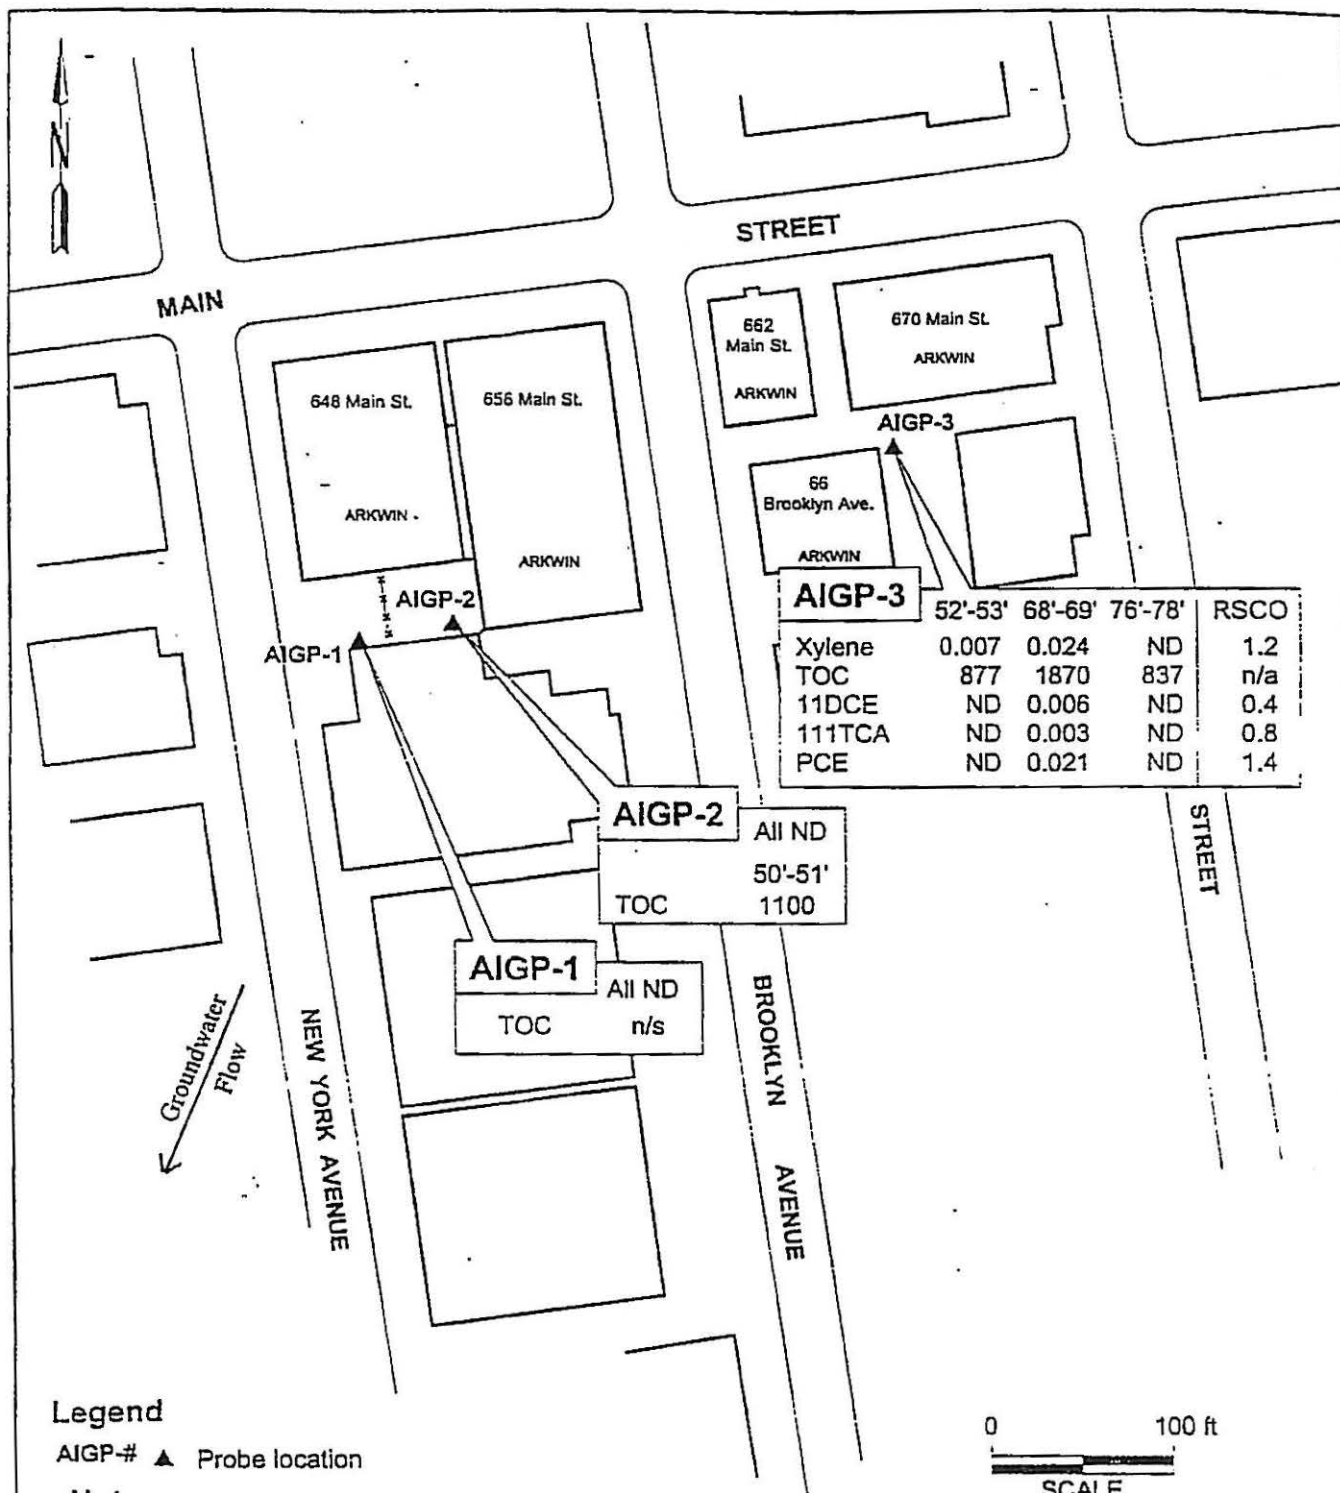 N
STREET
MAIN
662
Main St.
ARKWIN
670 Main St.
ARKWIN
648 Main St.
ARKWIN
656 Main St.
ARKWIN
AIGP-3
66
Brooklyn Ave.
ARKWIN
AIGP-2
AIGP-1
AIGP-3 52'-53' 68'-69' 76'-78' RSCO
Xylene 0.007 0.024 ND 1.2
TOC 877 1870 837 n/a
11DCE ND 0.006 ND 0.4
111TCA ND 0.003 ND 0.8
PCE ND 0.021 ND 1.4
AIGP-2 All ND
50'-51'
TOC 1100
STREET
AIGP-1 All ND
TOC n/s
Groundwater
Flow
NEW YORK AVENUE
BROOKLYN AVENUE
Legend
AIGP-# ▲ Probe location
0 100 ft
SCALE